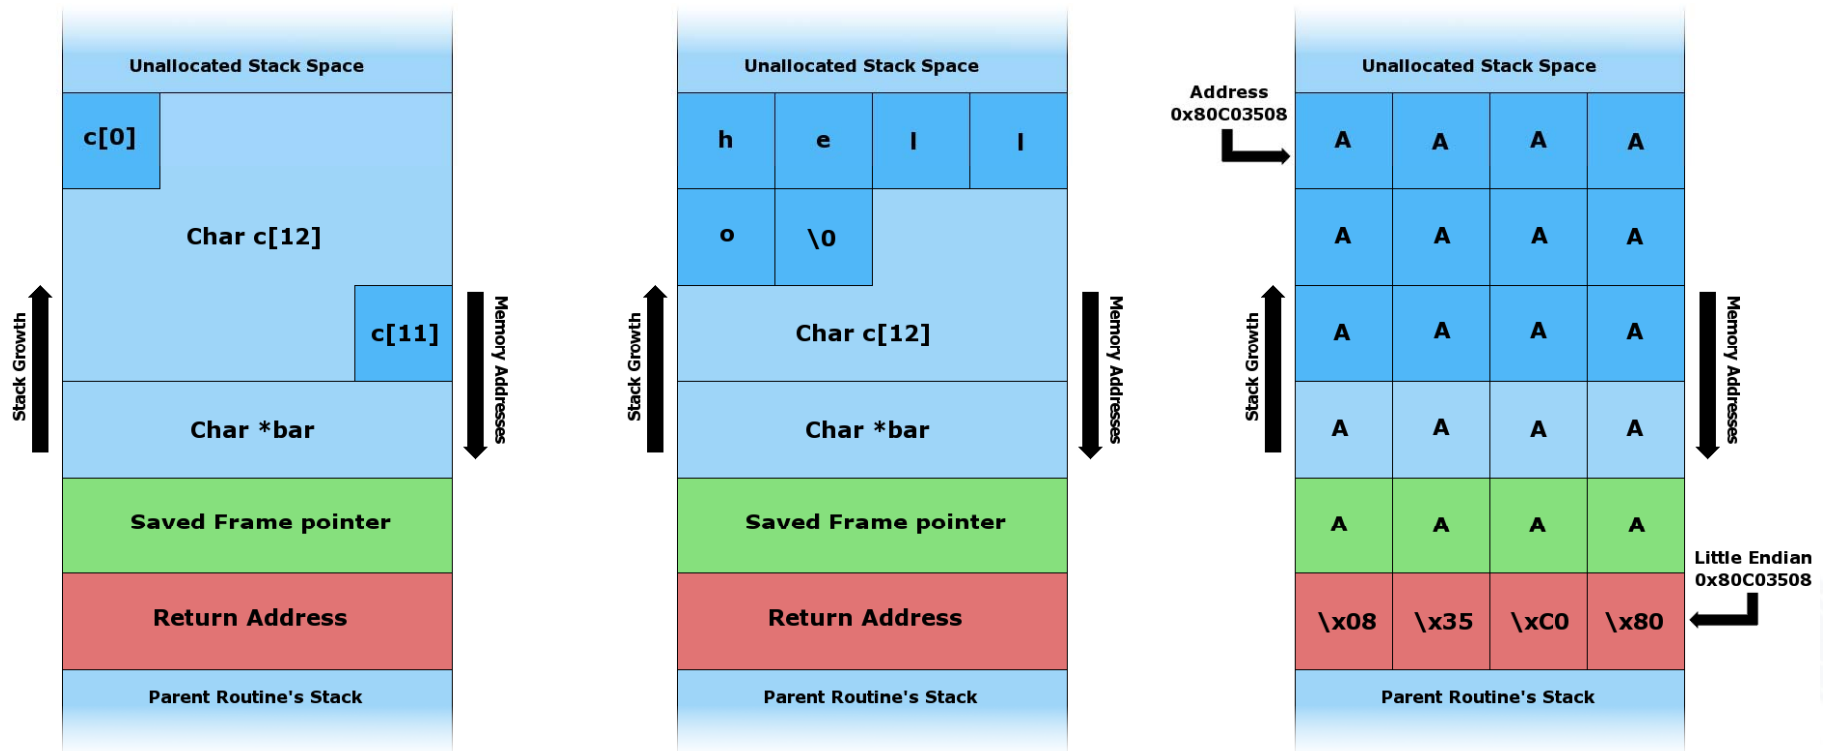 Unallocated Stack Space
c[0]
Char c[12]
c[11]
Char *bar
Saved Frame pointer
Return Address
Parent Routine's Stack
Stack Growth
Memory Addresses
Unallocated Stack Space
h e l l
o \0
Char c[12]
Char *bar
Saved Frame pointer
Return Address
Parent Routine's Stack
Stack Growth
Memory Addresses
Address
0x80C03508
Unallocated Stack Space
A A A A
A A A A
A A A A
A A A A
A A A A
\x08 \x35 \xC0 \x80
Parent Routine's Stack
Stack Growth
Memory Addresses
Little Endian
0x80C03508